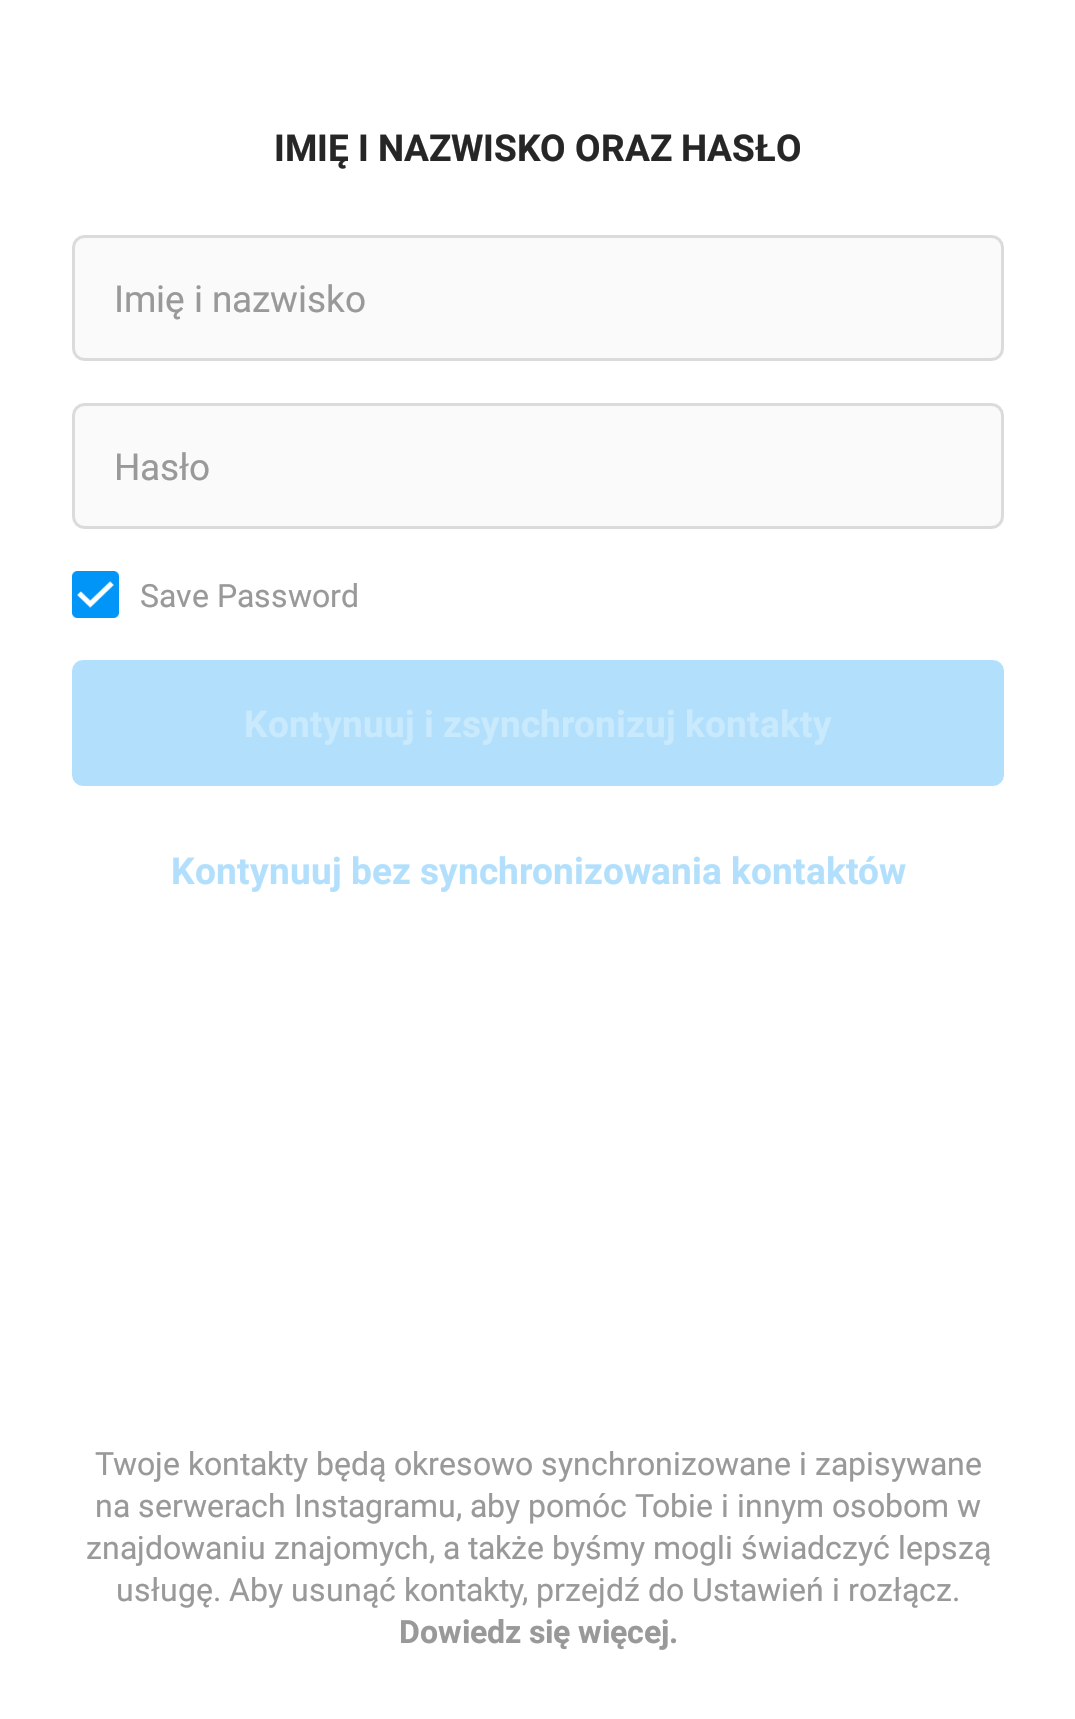 IMIĘ I NAZWISKO ORAZ HASŁO
Imię i nazwisko
Hasło
Save Password
Kontynuuj i zsynchronizuj kontakty
Kontynuuj bez synchronizowania kontaktów
Twoje kontakty będą okresowo synchronizowane i zapisywane
na serwerach Instagramu, aby pomóc Tobie i innym osobom w
znajdowaniu znajomych, a także byśmy mogli świadczyć lepszą
usługę. Aby usunąć kontakty, przejdź do Ustawień i rozłącz.
Dowiedz się więcej.